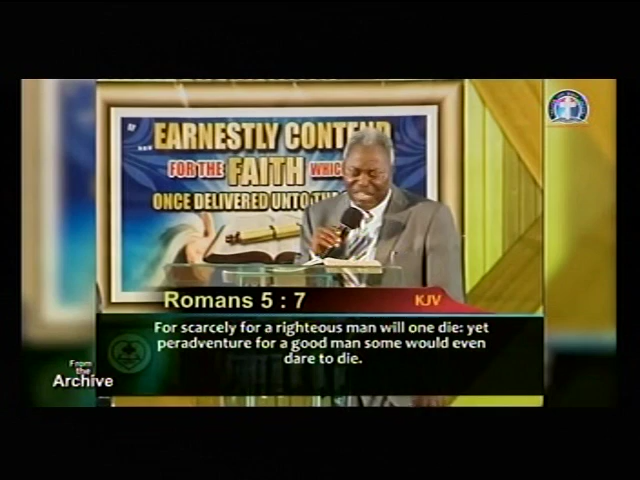 "...EARNESTLY CONTEND
FOR THE FAITH WHIC
ONCE DELIVERED UNTO
Romans 5 : 7
KJV
For scarcely for a righteous man will one die: yet
peradventure for a good man some would even
dare to die.
From
the
Archive